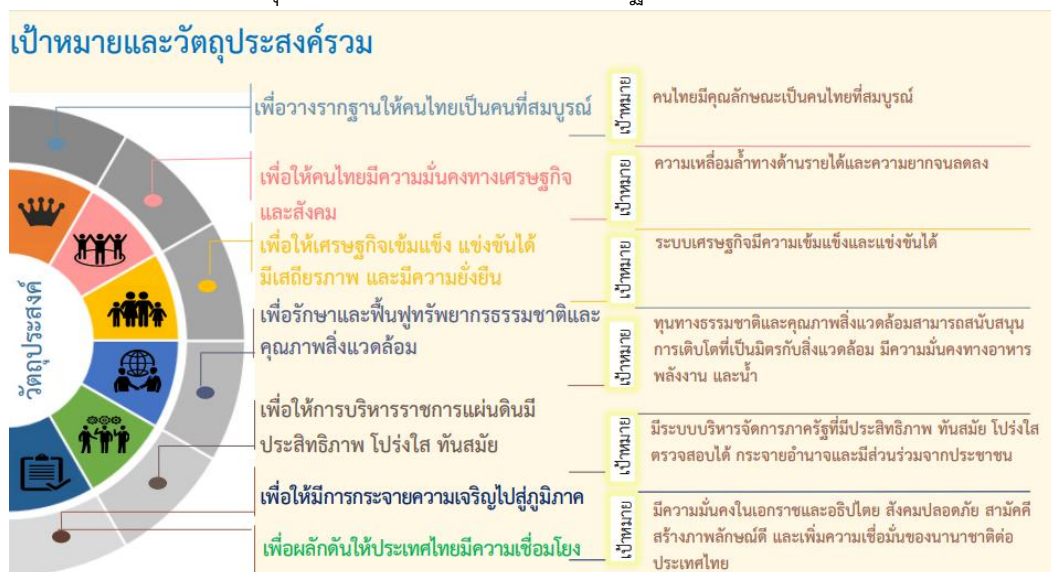 เป้าหมายและวัตถุประสงค์รวม
วัตถุประสงค์
เพื่อวางรากฐานให้คนไทยเป็นคนที่สมบูรณ์
เป้าหมาย
คนไทยมีคุณลักษณะเป็นคนไทยที่สมบูรณ์
เพื่อให้คนไทยมีความมั่นคงทางเศรษฐกิจ
และสังคม
เป้าหมาย
ความเหลื่อมล้ำทางด้านรายได้และความยากจนลดลง
เพื่อให้เศรษฐกิจเข้มแข็ง แข่งขันได้
มีเสถียรภาพ และมีความยั่งยืน
เป้าหมาย
ระบบเศรษฐกิจมีความเข้มแข็งและแข่งขันได้
เพื่อรักษาและฟื้นฟูทรัพยากรธรรมชาติและ
คุณภาพสิ่งแวดล้อม
เป้าหมาย
ทุนทางธรรมชาติและคุณภาพสิ่งแวดล้อมสามารถสนับสนุน
การเติบโตที่เป็นมิตรกับสิ่งแวดล้อม มีความมั่นคงทางอาหาร
พลังงาน และน้ำ
เพื่อให้การบริหารราชการแผ่นดินมี
ประสิทธิภาพ โปร่งใส ทันสมัย
เป้าหมาย
มีระบบบริหารจัดการภาครัฐที่มีประสิทธิภาพ ทันสมัย โปร่งใส
ตรวจสอบได้ กระจายอำนาจและมีส่วนร่วมจากประชาชน
เพื่อให้มีการกระจายความเจริญไปสู่ภูมิภาค
เพื่อผลักดันให้ประเทศไทยมีความเชื่อมโยง
เป้าหมาย
มีความมั่นคงในเอกราชและอธิปไตย สังคมปลอดภัย สามัคคี
สร้างภาพลักษณ์ดี และเพิ่มความเชื่อมั่นของนานาชาติต่อ
ประเทศไทย